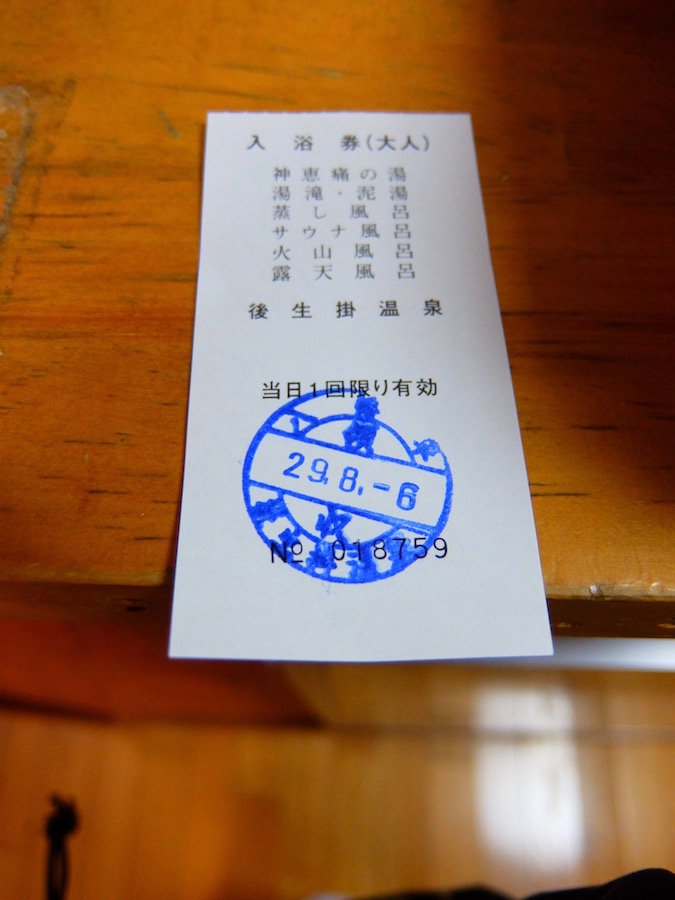 入浴券(大人)
神恵痛の湯
湯滝・泥湯
蒸し風呂
サウナ風呂
火山風呂
露天風呂
後生掛温泉
当日1回限り有効
29.8.-6
№ 018759